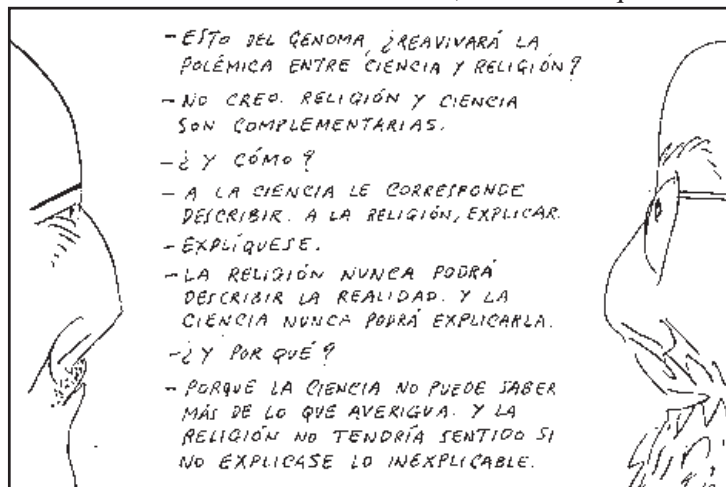 - ESTO DEL GENOMA, ¿REAVIVARÁ LA
POLÉMICA ENTRE CIENCIA Y RELIGIÓN?
- NO CREO. RELIGIÓN Y CIENCIA
SON COMPLEMENTARIAS.
- ¿Y CÓMO?
- A LA CIENCIA LE CORRESPONDE
DESCRIBIR. A LA RELIGIÓN, EXPLICAR.
- EXPLÍQUESE.
- LA RELIGIÓN NUNCA PODRÁ
DESCRIBIR LA REALIDAD. Y LA
CIENCIA NUNCA PODRÁ EXPLICARLA.
- ¿Y POR QUÉ?
- PORQUE LA CIENCIA NO PUEDE SABER
MÁS DE LO QUE AVERIGUA. Y LA
RELIGIÓN NO TENDRÍA SENTIDO SI
NO EXPLICASE LO INEXPLICABLE.